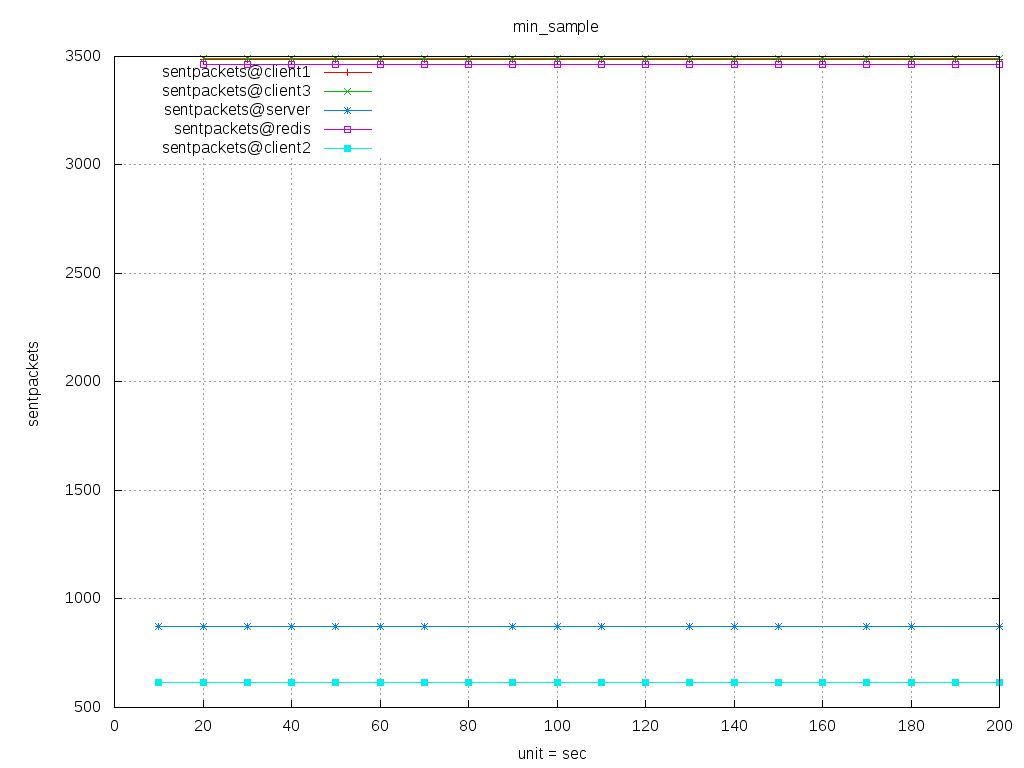 min_sample
3500
sentpackets@client1
sentpackets@client3
sentpackets@server
sentpackets@redis
sentpackets@client2
3000
2500
2000
sentpackets
1500
1000
500
0 20 40 60 80 100 120 140 160 180 200
unit = sec